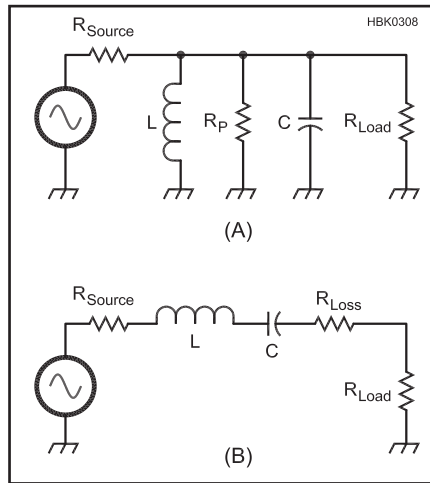 HBK0308
RSource
L
RP
C
RLoad
(A)
RSource
L
C
RLoss
RLoad
(B)